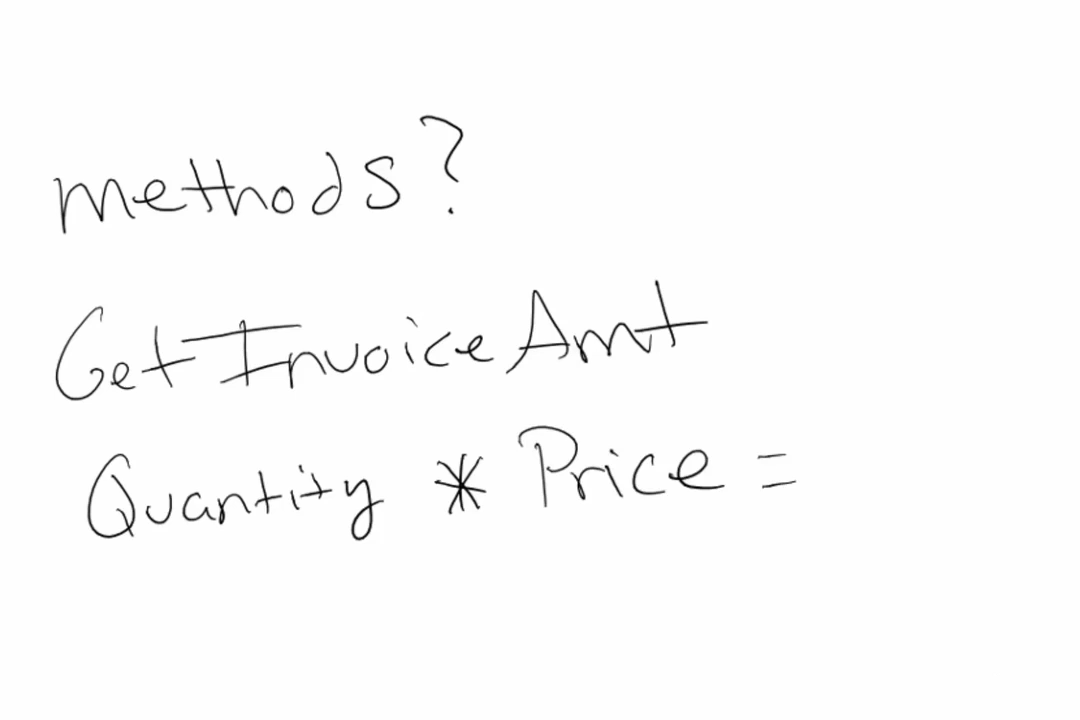 methods?
GetInvoiceAmt
Quantity * Price =